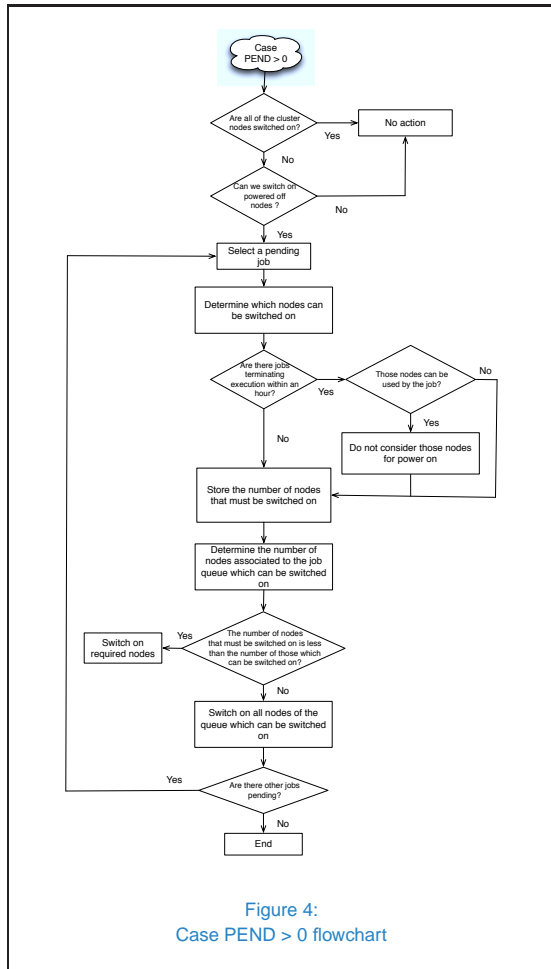 Case
PEND > 0
Are all of the cluster
nodes switched on?
Yes
No action
No
Can we switch on
powered off
nodes ?
No
Yes
Select a pending
job
Determine which nodes can
be switched on
Are there jobs
terminating
execution within an
hour?
Yes
Those nodes can be
used by the job?
No
Yes
No
Do not consider those nodes
for power on
Store the number of nodes
that must be switched on
Determine the number of
nodes associated to the job
queue which can be switched
on
The number of nodes
that must be switched on is less
than the number of those which
can be switched on?
Yes
Switch on
required nodes
No
Switch on all nodes of the
queue which can be switched
on
Are there other jobs
pending?
Yes
No
End
Figure 4:
Case PEND > 0 flowchart